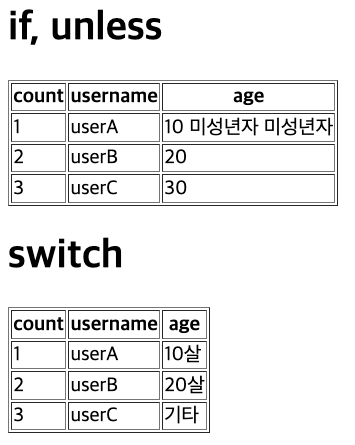 if, unless
count username age
1 userA 10 미성년자 미성년자
2 userB 20
3 userC 30
switch
count username age
1 userA 10살
2 userB 20살
3 userC 기타